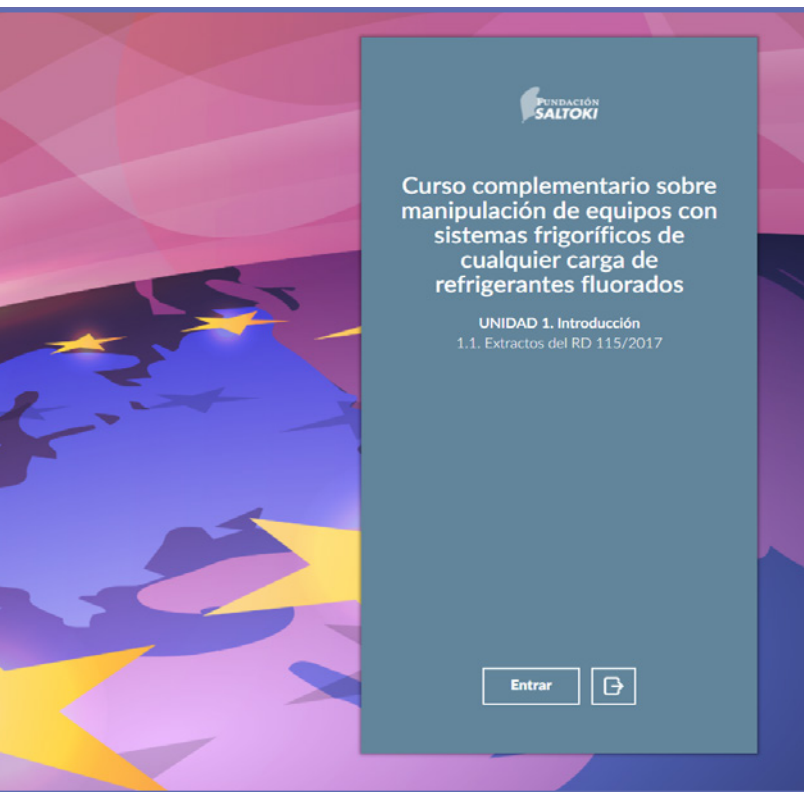 FUNDACIÓN
SALTOKI
Curso complementario sobre
manipulación de equipos con
sistemas frigoríficos de
cualquier carga de
refrigerantes fluorados
UNIDAD 1. Introducción
1.1. Extractos del RD 115/2017
Entrar